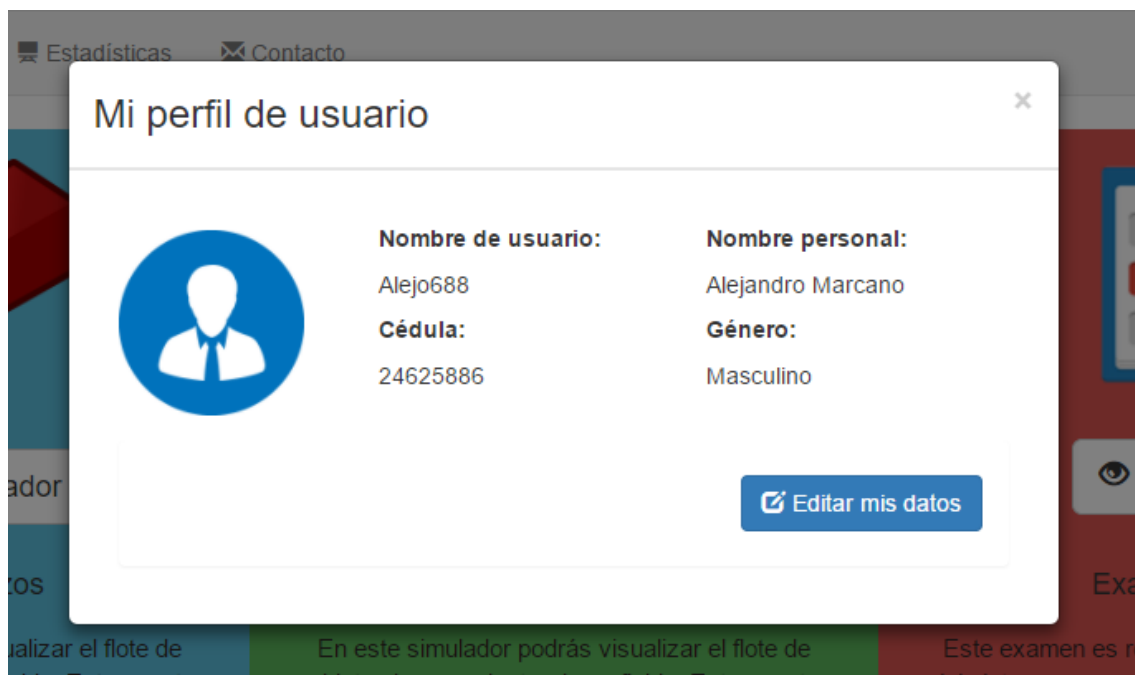 Estadísticas Contacto
Mi perfil de usuario ×
Nombre de usuario: Nombre personal:
Alejo688 Alejandro Marcano
Cédula: Género:
24625886 Masculino
Editar mis datos
ador
zos Exa
ualizar el flote de En este simulador podrás visualizar el flote de Este examen es r